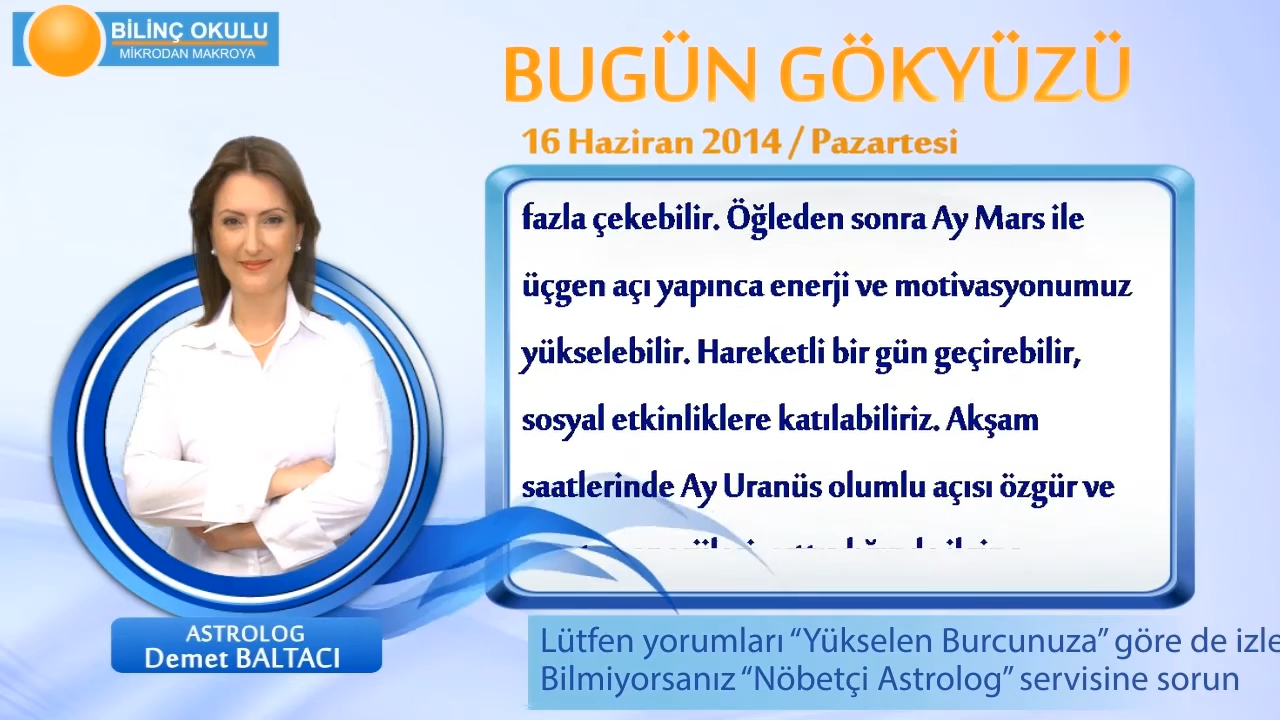 BİLİNÇ OKULU
MİKRODAN MAKROYA
BUGÜN GÖKYÜZÜ
16 Haziran 2014 / Pazartesi
fazla çekebilir. Öğleden sonra Ay Mars ile
üçgen açı yapınca enerji ve motivasyonumuz
yükselebilir. Hareketli bir gün geçirebilir,
sosyal etkinliklere katılabiliriz. Akşam
saatlerinde Ay Uranüs olumlu açısı özgür ve
ASTROLOG
Demet BALTACI
Lütfen yorumları “Yükselen Burcunuza” göre de izle
Bilmiyorsanız “Nöbetçi Astrolog” servisine sorun